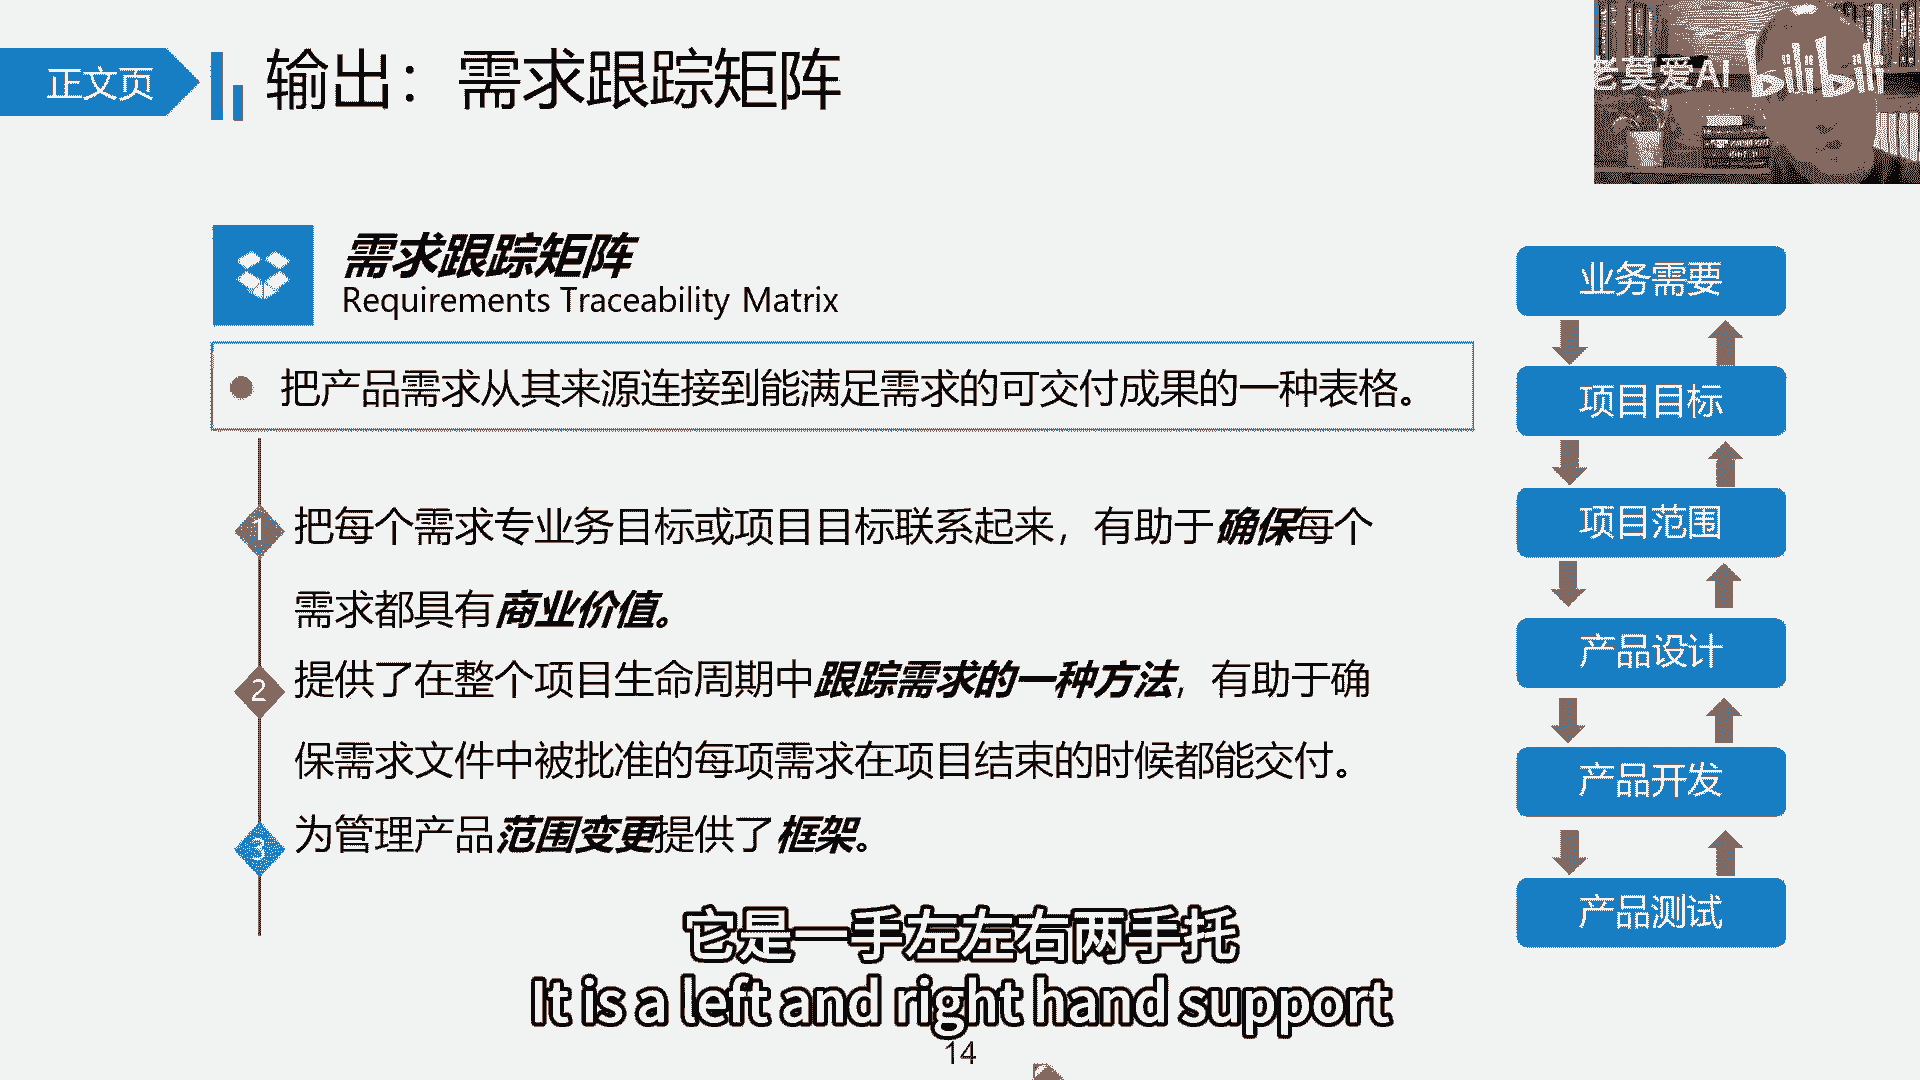 正文页
输出：需求跟踪矩阵
老莫爱AI bilibili
需求跟踪矩阵
Requirements Traceability Matrix
把产品需求从其来源连接到能满足需求的可交付成果的一种表格。
1 把每个需求专业务目标或项目目标联系起来，有助于确保每个
需求都具有商业价值。
2 提供了在整个项目生命周期中跟踪需求的一种方法，有助于确
保需求文件中被批准的每项需求在项目结束的时候都能交付。
3 为管理产品范围变更提供了框架。
业务需要
项目目标
项目范围
产品设计
产品开发
产品测试
它是一手左左右两手托
It is a left and right hand support
14